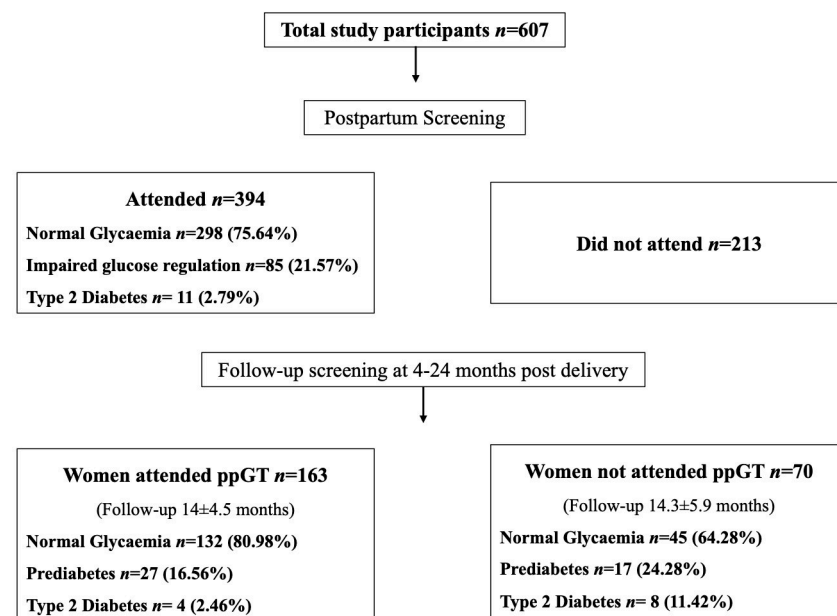 Total study participants n=607
Postpartum Screening
Attended n=394
Normal Glycaemia n=298 (75.64%)
Impaired glucose regulation n=85 (21.57%)
Type 2 Diabetes n= 11 (2.79%)
Did not attend n=213
Follow-up screening at 4-24 months post delivery
Women attended ppGT n=163
(Follow-up 14±4.5 months)
Normal Glycaemia n=132 (80.98%)
Prediabetes n=27 (16.56%)
Type 2 Diabetes n= 4 (2.46%)
Women not attended ppGT n=70
(Follow-up 14.3±5.9 months)
Normal Glycaemia n=45 (64.28%)
Prediabetes n=17 (24.28%)
Type 2 Diabetes n= 8 (11.42%)